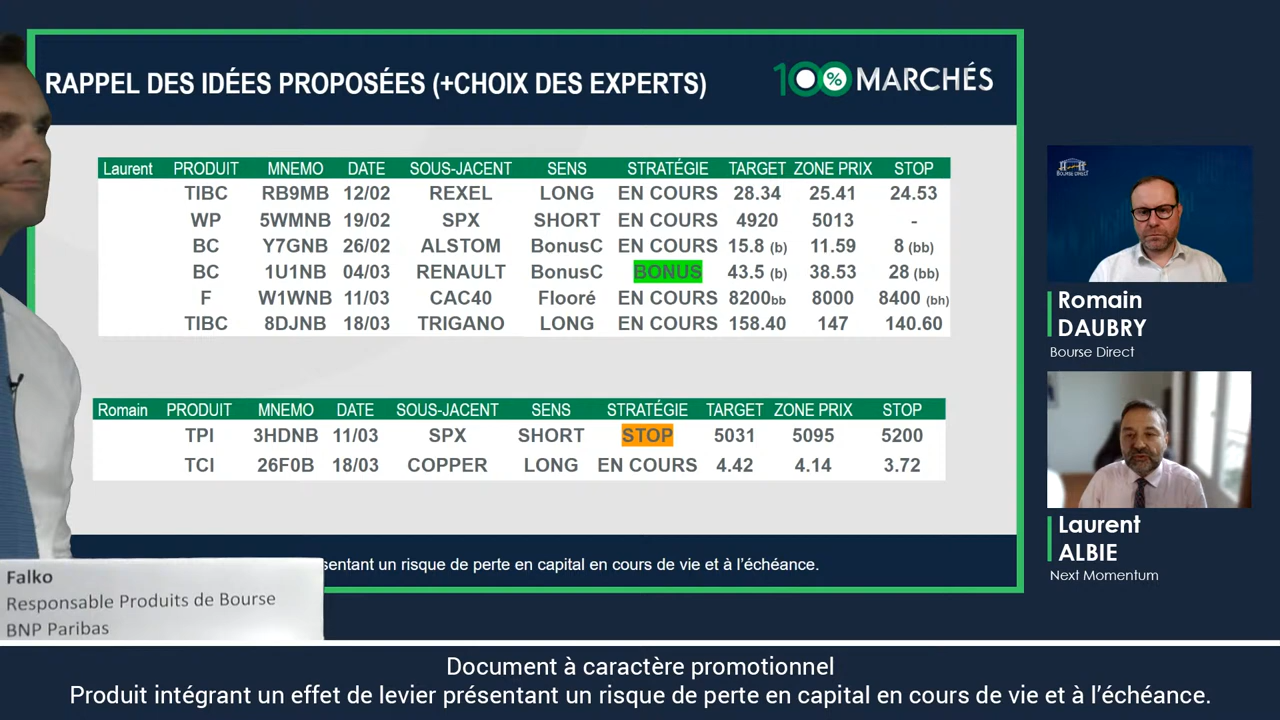 RAPPEL DES IDÉES PROPOSÉES (+CHOIX DES EXPERTS)
100% MARCHÉS
Laurent PRODUIT MNEMO DATE SOUS-JACENT SENS STRATÉGIE TARGET ZONE PRIX STOP
TIBC RB9MB 12/02 REXEL LONG EN COURS 28.34 25.41 24.53
WP 5WMNB 19/02 SPX SHORT EN COURS 4920 5013 -
BC Y7GNB 26/02 ALSTOM BonusC EN COURS 15.8 (b) 11.59 8 (bb)
BC 1U1NB 04/03 RENAULT BonusC BONUS 43.5 (b) 38.53 28 (bb)
F W1WNB 11/03 CAC40 Flooré EN COURS 8200bb 8000 8400 (bh)
TIBC 8DJNB 18/03 TRIGANO LONG EN COURS 158.40 147 140.60
Romain PRODUIT MNEMO DATE SOUS-JACENT SENS STRATÉGIE TARGET ZONE PRIX STOP
TPI 3HDNB 11/03 SPX SHORT STOP 5031 5095 5200
TCI 26F0B 18/03 COPPER LONG EN COURS 4.42 4.14 3.72
sentant un risque de perte en capital en cours de vie et à l'échéance.
Falko
Responsable Produits de Bourse
BNP Paribas
BOURSE DIRECT
Romain
DAUBRY
Bourse Direct
Laurent
ALBIE
Next Momentum
Document à caractère promotionnel
Produit intégrant un effet de levier présentant un risque de perte en capital en cours de vie et à l'échéance.